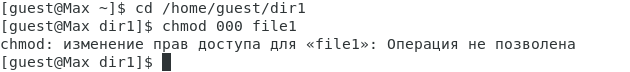 [guest@Max ~]$ cd /home/guest/dir1
[guest@Max dir1]$ chmod 000 file1
chmod: изменение прав доступа для «file1»: Операция не позволена
[guest@Max dir1]$